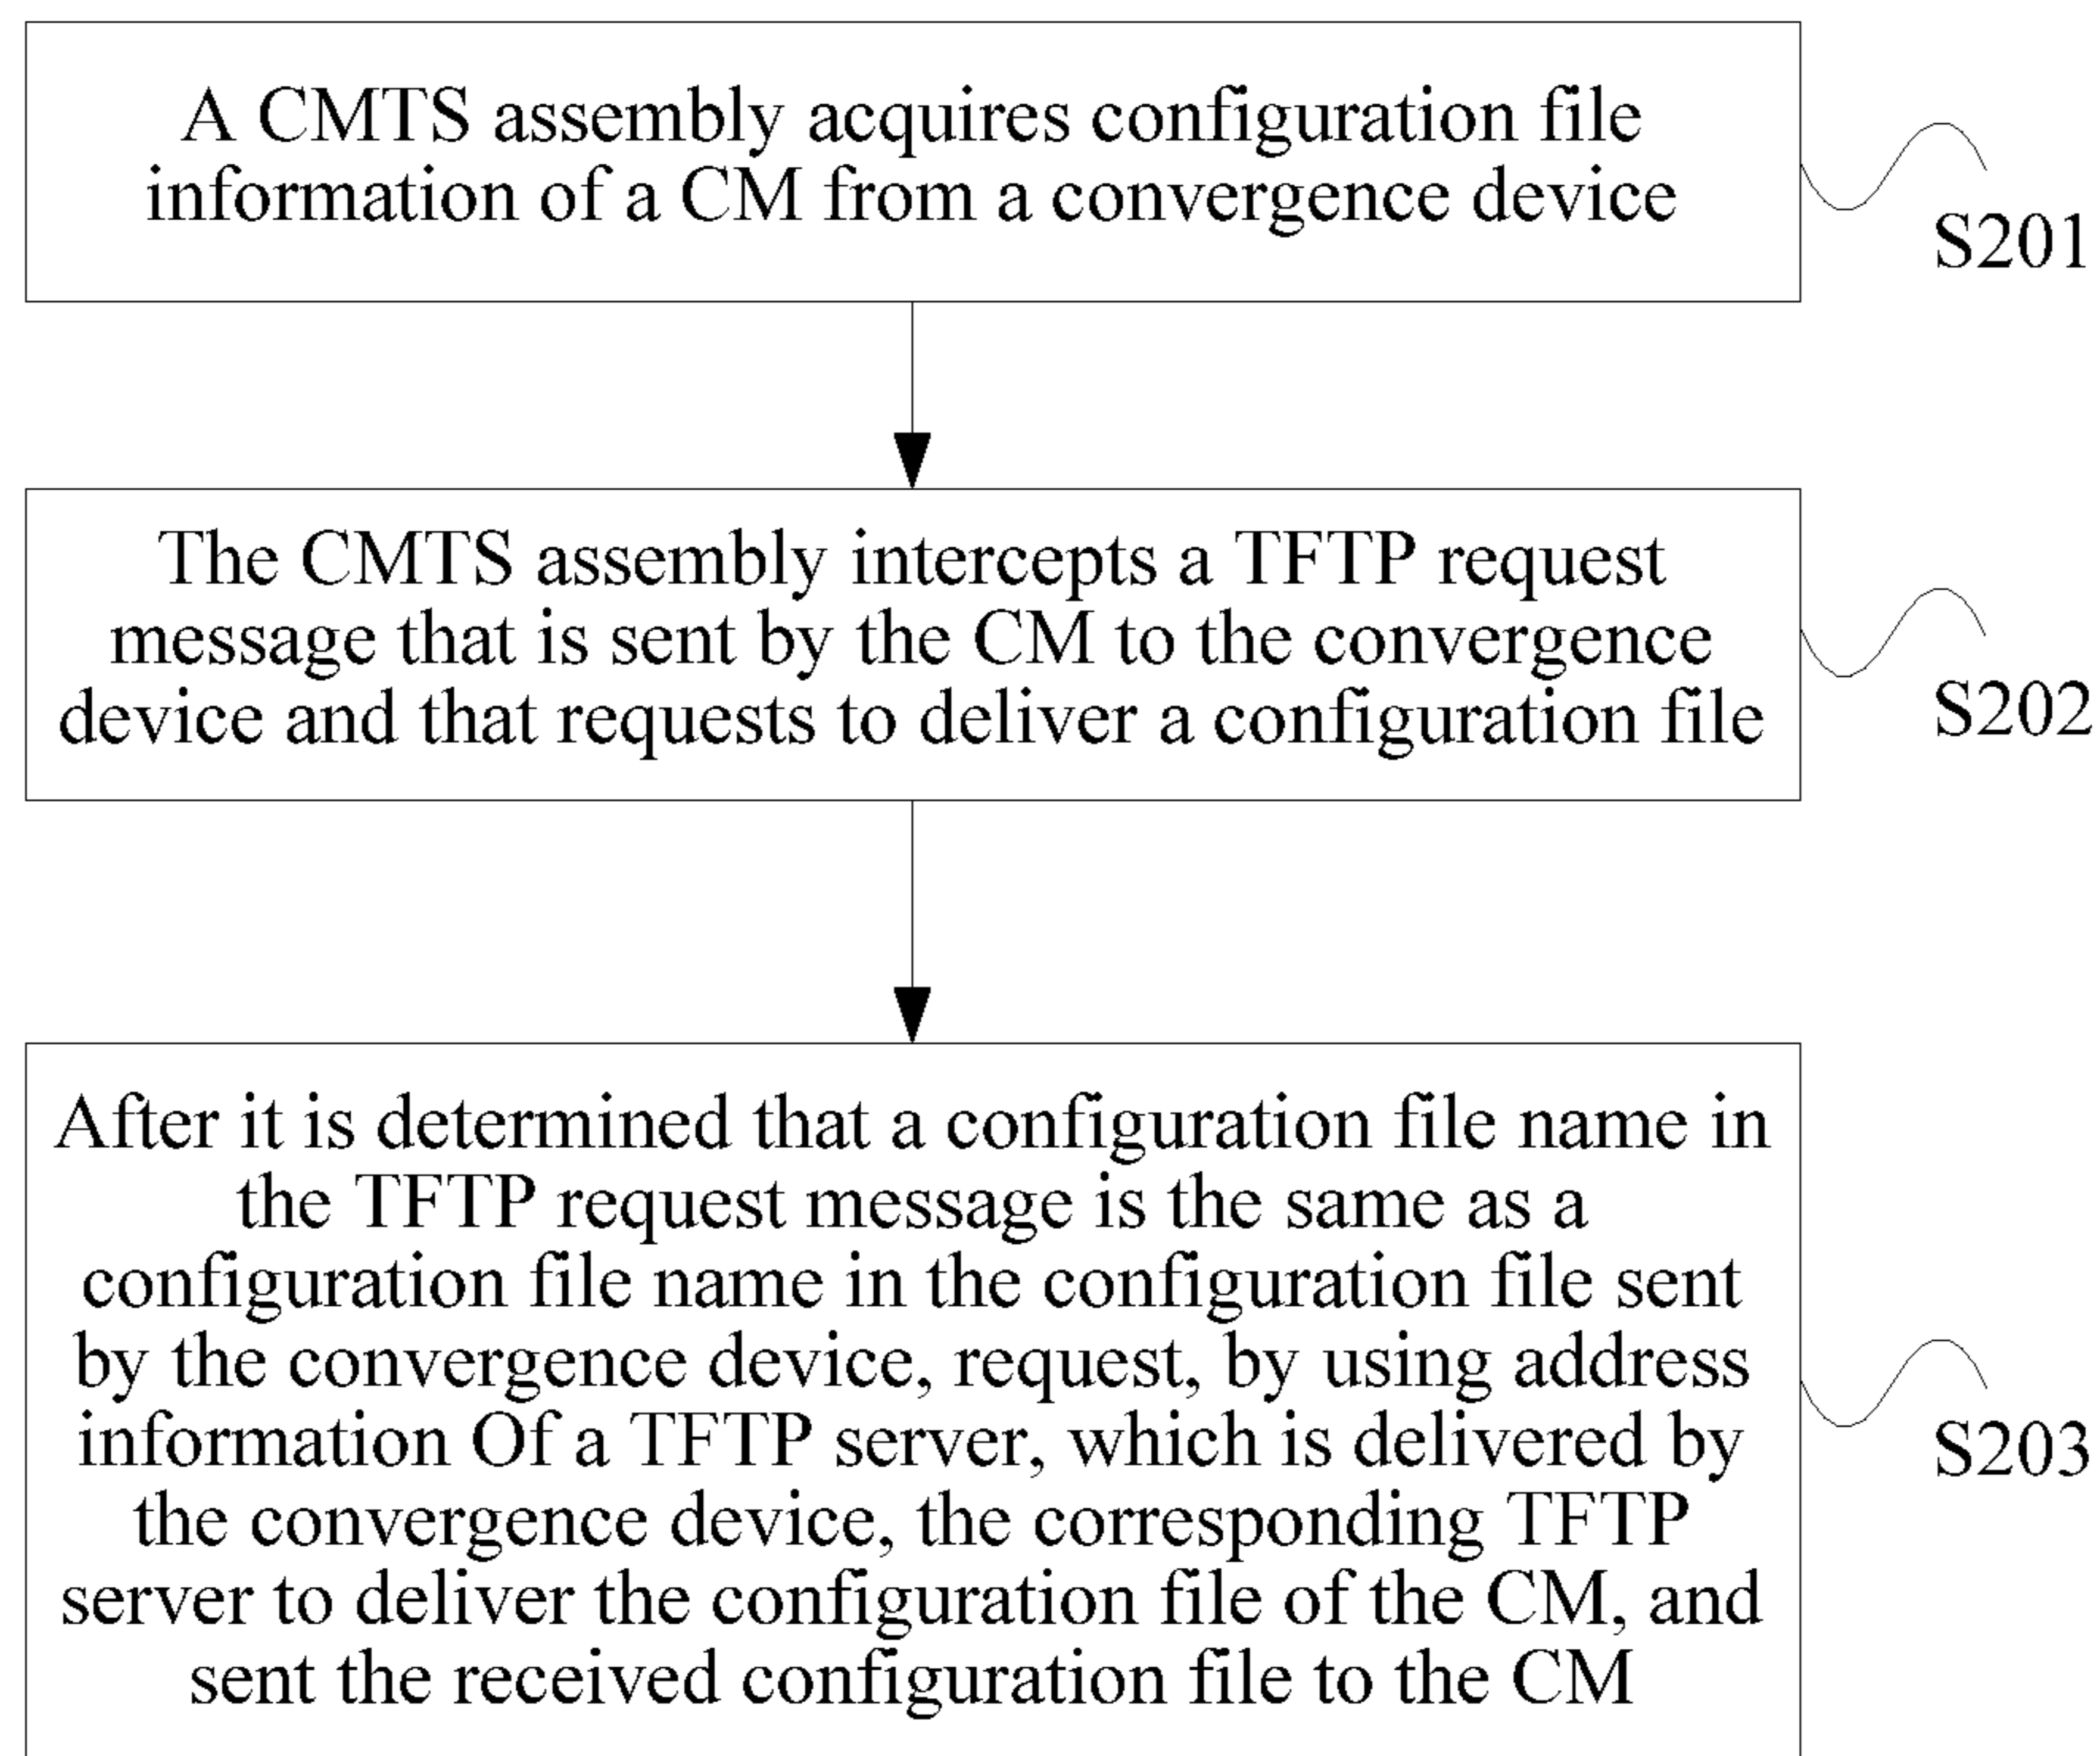 A CMTS assembly acquires configuration file
information of a CM from a convergence device
S201
The CMTS assembly intercepts a TFTP request
message that is sent by the CM to the convergence
device and that requests to deliver a configuration file
S202
After it is determined that a configuration file name in
the TFTP request message is the same as a
configuration file name in the configuration file sent
by the convergence device, request, by using address
information Of a TFTP server, which is delivered by
the convergence device, the corresponding TFTP
server to deliver the configuration file of the CM, and
sent the received configuration file to the CM
S203